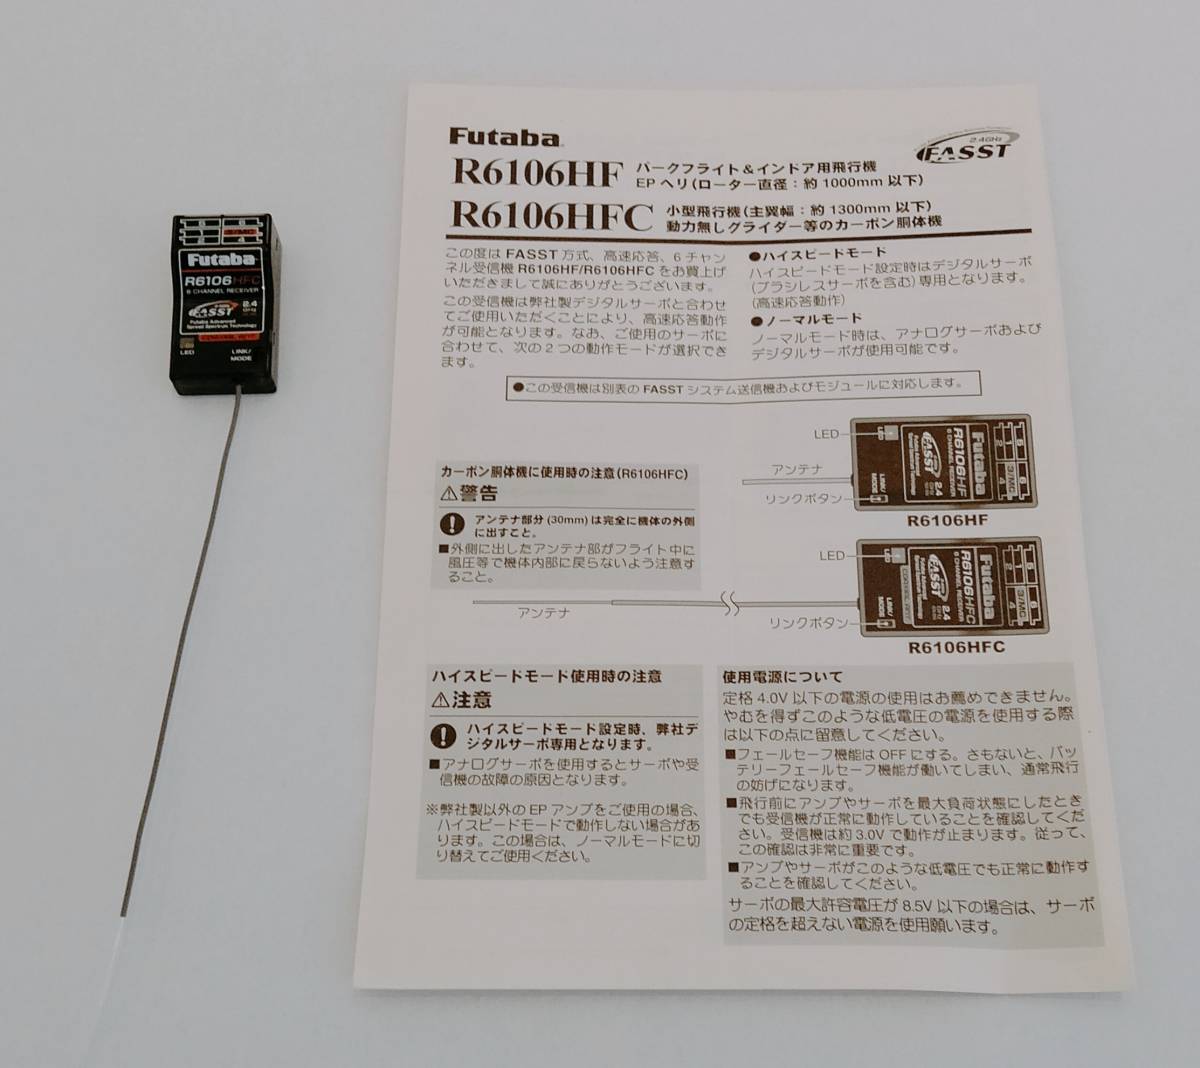 Futaba
R6106HFC
6 CHANNEL RECEIVER
FASST
2.4
GHz
Futaba Advanced
Spread Spectrum Technology
LED
LINK/
MODE
Futaba
2.4GHz
FASST
R6106HF パークフライト&インドア用飛行機
EPヘリ(ローター直径:約1000mm以下)
R6106HFC 小型飛行機(主翼幅:約1300mm以下)
動力無しグライダー等のカーボン胴体機
この度は FASST 方式、高速応答、6チャン
ネル受信機 R6106HF/R6106HFC をお買上げ
いただきまして誠にありがとうございます。
この受信機は弊社製デジタルサーボと合わせ
てご使用いただくことにより、高速応答動作
が可能となります。なお、ご使用のサーボに
合わせて、次の2つの動作モードが選択でき
ます。
●ハイスピードモード
ハイスピードモード設定時はデジタルサーボ
(ブラシレスサーボを含む)専用となります。
(高速応答動作)
●ノーマルモード
ノーマルモード時は、アナログサーボおよび
デジタルサーボが使用可能です。
●この受信機は別表の FASST システム送信機およびモジュールに対応します。
カーボン胴体機に使用時の注意(R6106HFC)
⚠警告
アンテナ部分(30mm)は完全に機体の外側
に出すこと。
■外側に出したアンテナ部がフライト中に
風圧等で機体内部に戻らないよう注意す
ること。
LED
アンテナ
リンクボタン
LED
LINK/
MODE
Futaba
R6106HF
6 CHANNEL RECEIVER
FASST
2.4
R6106HF
LED
アンテナ
リンクボタン
LINK/
MODE
Futaba
R6106HFC
6 CHANNEL RECEIVER
FASST
2.4
R6106HFC
ハイスピードモード使用時の注意
⚠注意
ハイスピードモード設定時、弊社デ
ジタルサーボ専用となります。
■アナログサーボを使用するとサーボや受
信機の故障の原因となります。
※弊社製以外の EP アンプをご使用の場合、
ハイスピードモードで動作しない場合があ
ります。この場合は、ノーマルモードに切
り替えてご使用ください。
使用電源について
定格 4.0V 以下の電源の使用はお薦めできません。
やむを得ずこのような低電圧の電源を使用する際
は以下の点に留意してください。
■フェールセーフ機能は OFF にする。さもないと、バッ
テリーフェールセーフ機能が働いてしまい、通常飛行
の妨げになります。
■飛行前にアンプやサーボを最大負荷状態にしたとき
でも受信機が正常に動作していることを確認してくだ
さい。受信機は約3.0V で動作が止まります。従って、
この確認は非常に重要です。
■アンプやサーボがこのような低電圧でも正常に動作す
ることを確認してください。
サーボの最大許容電圧が 8.5V 以下の場合は、サーボ
の定格を超えない電源を使用願います。